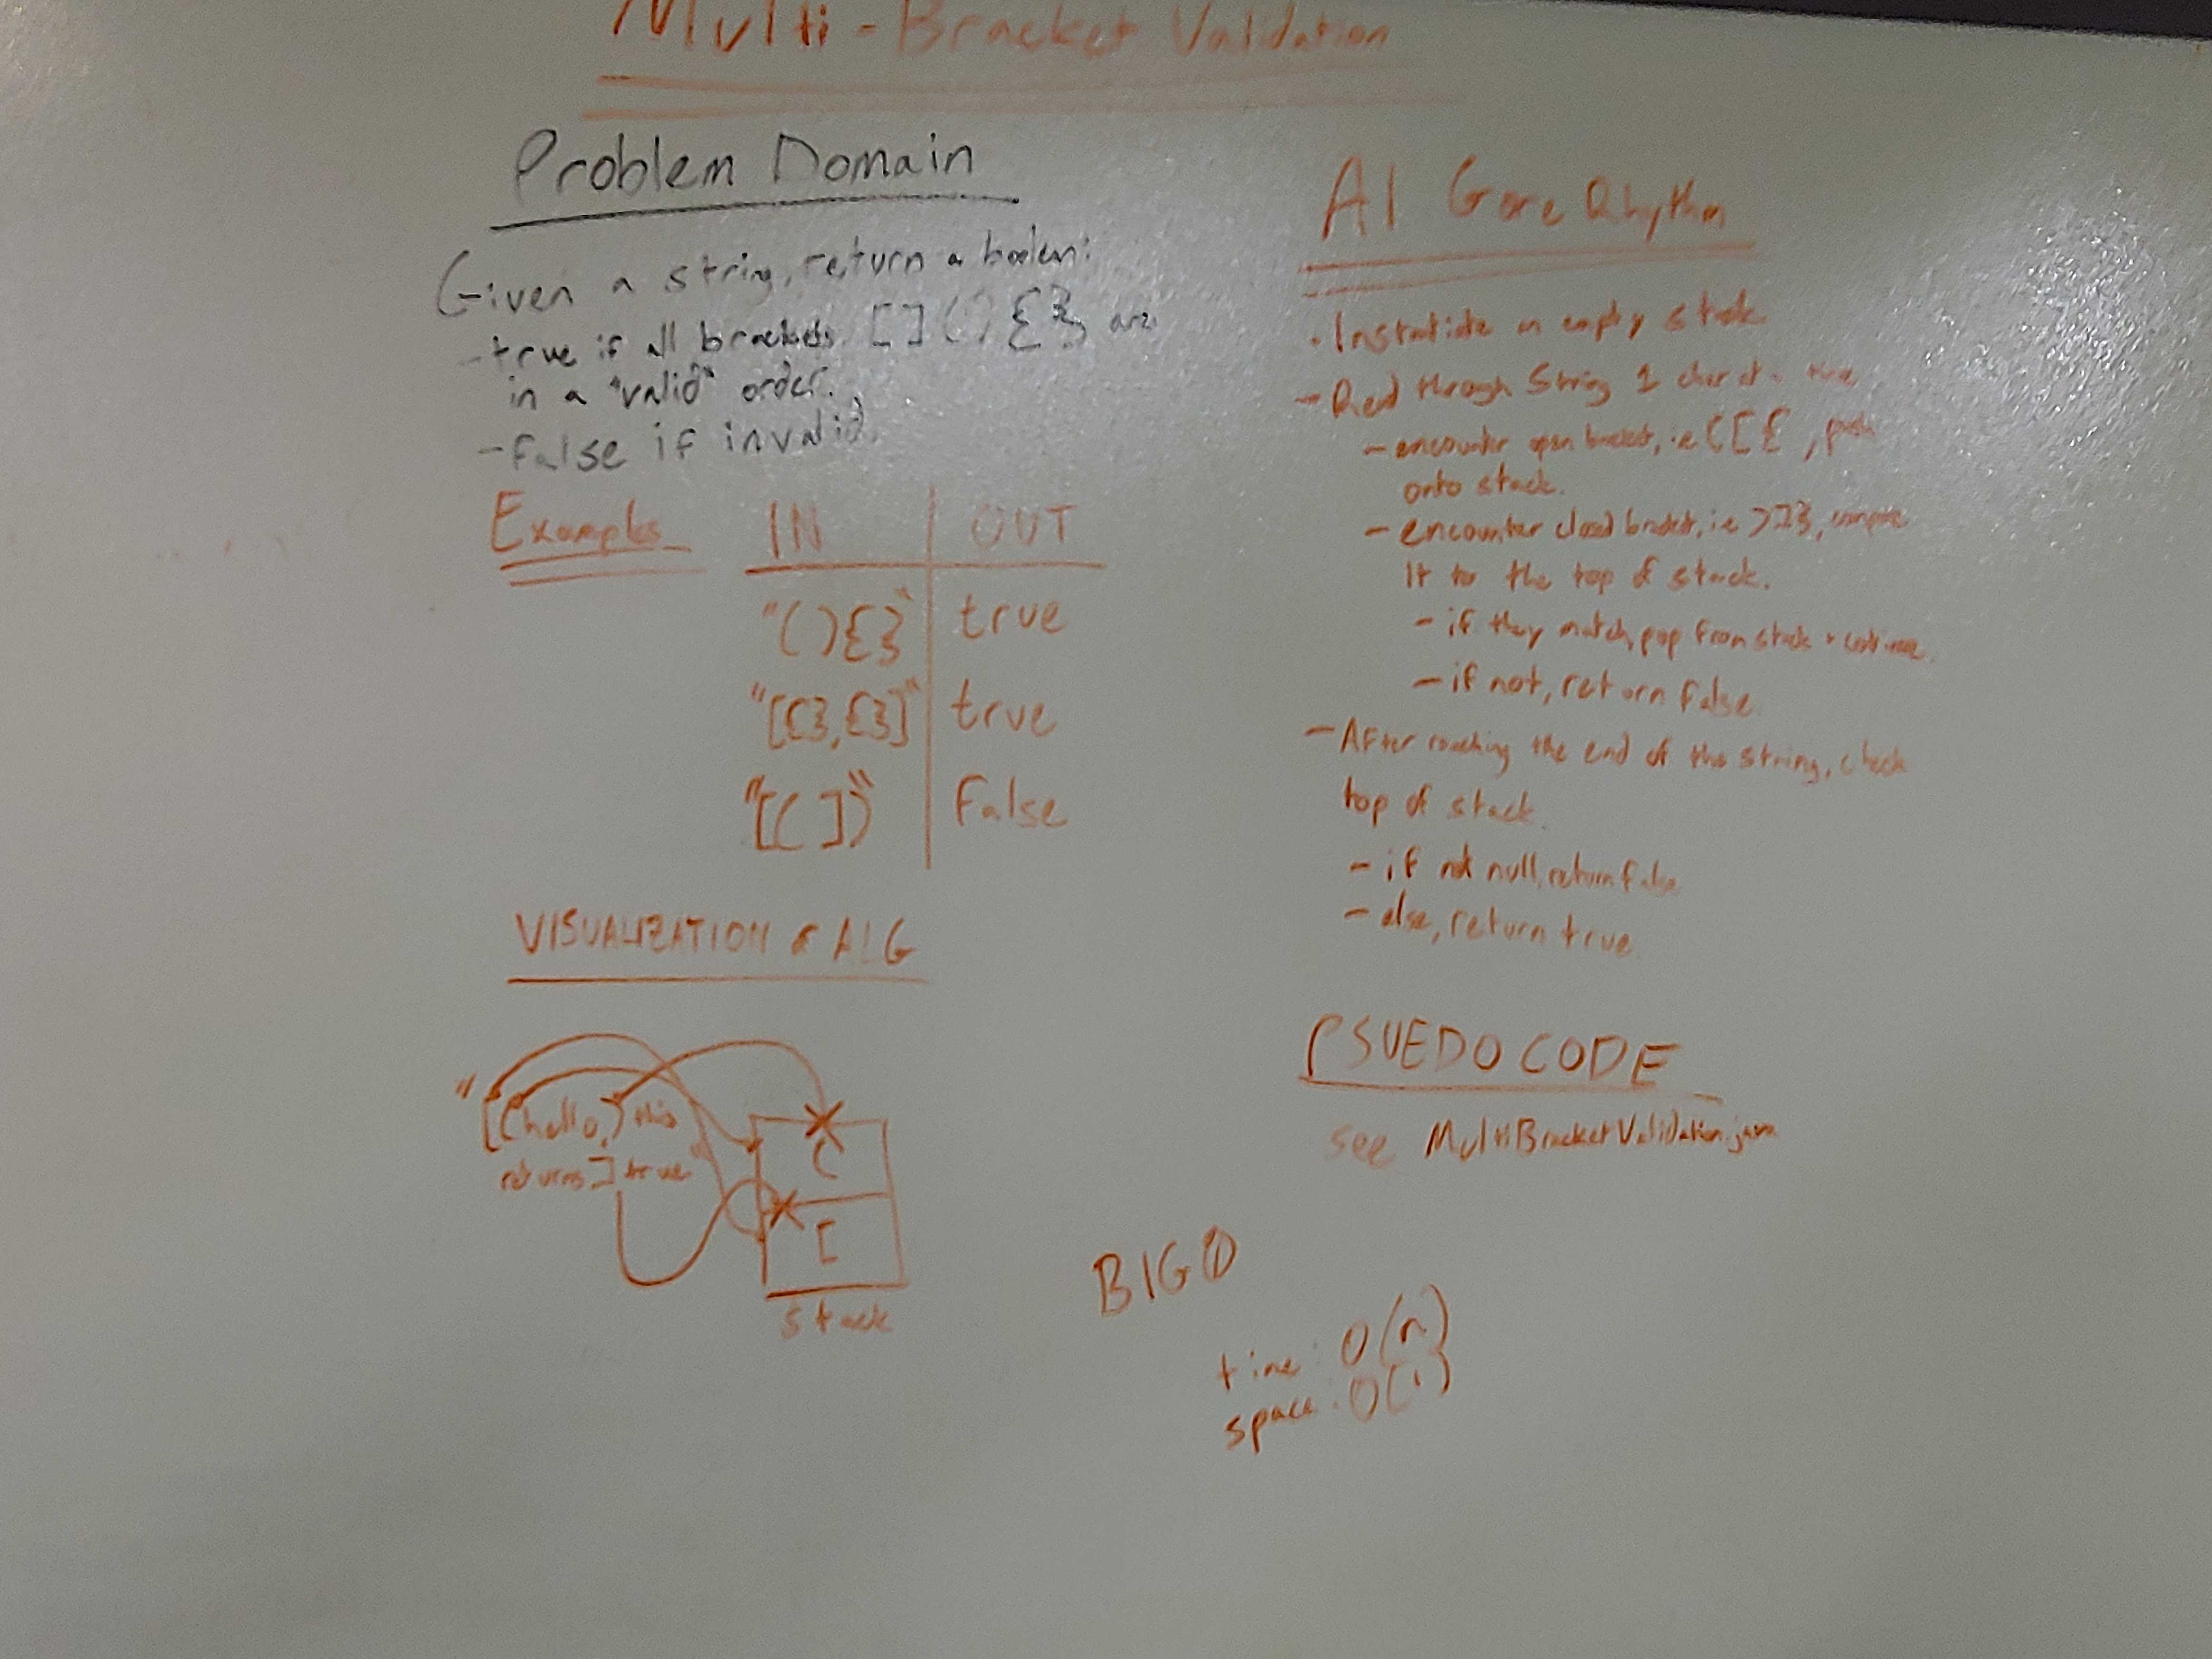 Multi-Bracket Validation
Problem Domain
Given a string, return a boolean:
-true if all brackets [](){} are
in a "valid" order.
-false if invalid.
Examples
IN | OUT
"(){}" true
"[{},{}]" true
"[(])" False
VISUALIZATION & ALG
"[(hello,) this
returns] true"
(
[
stack
Al Gore Rhythm
- Instantiate an empty stack.
- Read through String 1 char at a time
- encounter open bracket, i.e ([{, push
onto stack.
- encounter closed bracket, i.e )]}, compare
it to the top of stack.
- if they match, pop from stack + continue.
- if not, return false
- After reaching the end of the string, check
top of stack.
- if not null, return false
- else, return true
PSUEDO CODE
see MultiBracketValidation.java
BIG O
time: O(n)
space: O(1)